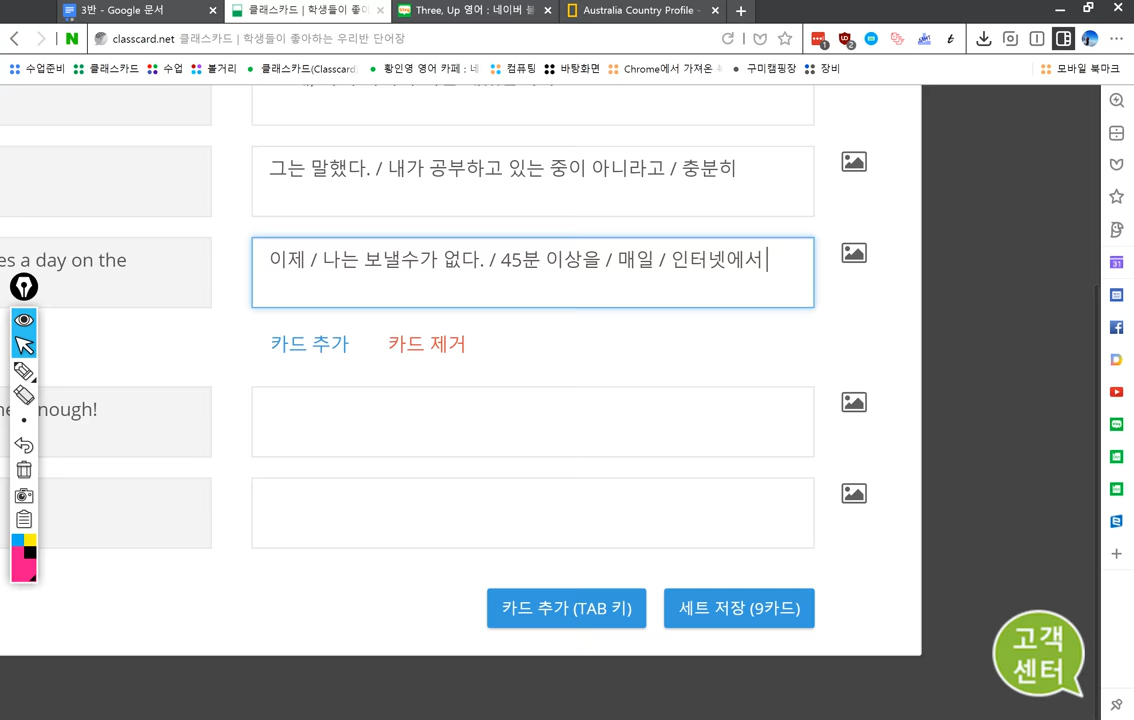 3반 - Google 문서
클래스카드 | 학생들이 좋아
Three, Up 영어 : 네이버 블
Australia Country Profile -
N
classcard.net 클래스카드 | 학생들이 좋아하는 우리반 단어장
수업준비 클래스카드 수업 볼거리 클래스카드(Classcard 황인영 영어 카페 : 네 컴퓨팅 바탕화면 Chrome에서 가져온 구미캠핑장 장비 모바일 북마크
그는 말했다. / 내가 공부하고 있는 중이 아니라고 / 충분히
es a day on the
이제 / 나는 보낼수가 없다. / 45분 이상을 / 매일 / 인터넷에서
카드 추가 카드 제거
nough!
카드 추가 (TAB 키) 세트 저장 (9카드)
고객
센터